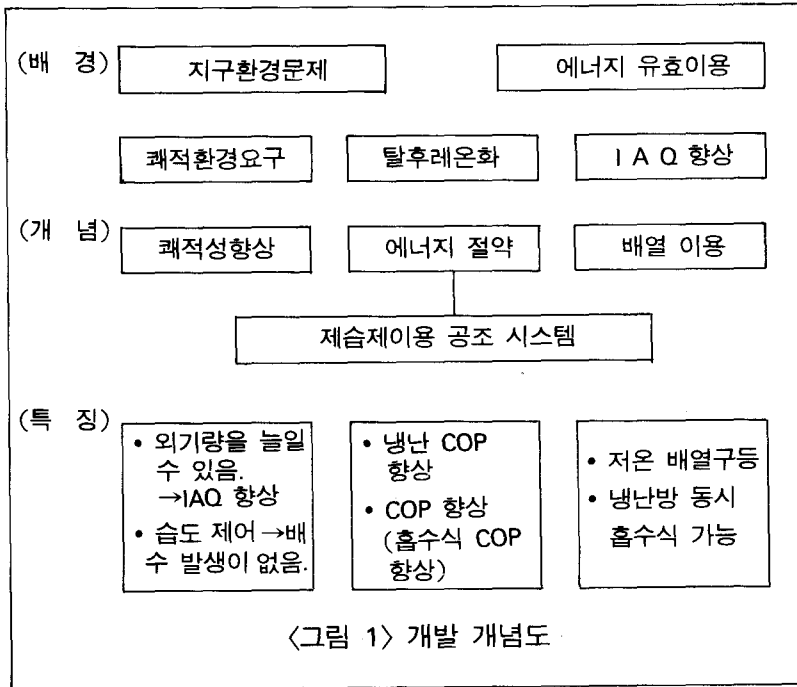 (배 경) 지구환경문제 에너지 유효이용
쾌적환경요구 탈후레온화 I A Q 향상
(개 념) 쾌적성향상 에너지 절약 배열 이용
제습제이용 공조 시스템
(특 징)
• 외기량을 늘일
수 있음.
→IAQ 향상
• 습도 제어→배
수 발생이 없음.
• 냉난 COP
향상
• COP 향상
(흡수식 COP
향상)
• 저온 배열구등
• 냉난방 동시
흡수식 가능
〈그림 1〉 개발 개념도